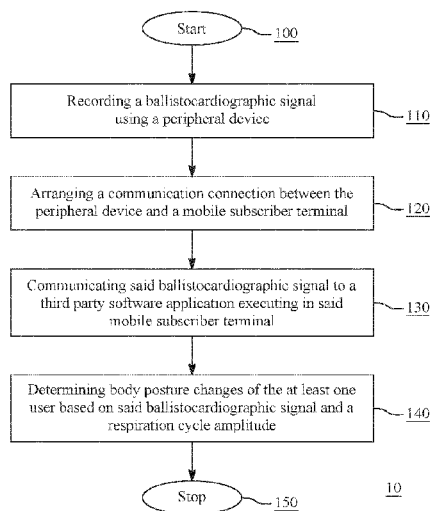 Start
100
Recording a ballistocardiographic signal
using a peripheral device
110
Arranging a communication connection between the
peripheral device and a mobile subscriber terminal
120
Communicating said ballistocardiographic signal to a
third party software application executing in said
mobile subscriber terminal
130
Determining body posture changes of the at least one
user based on said ballistocardiographic signal and a
respiration cycle amplitude
140
Stop
150
10